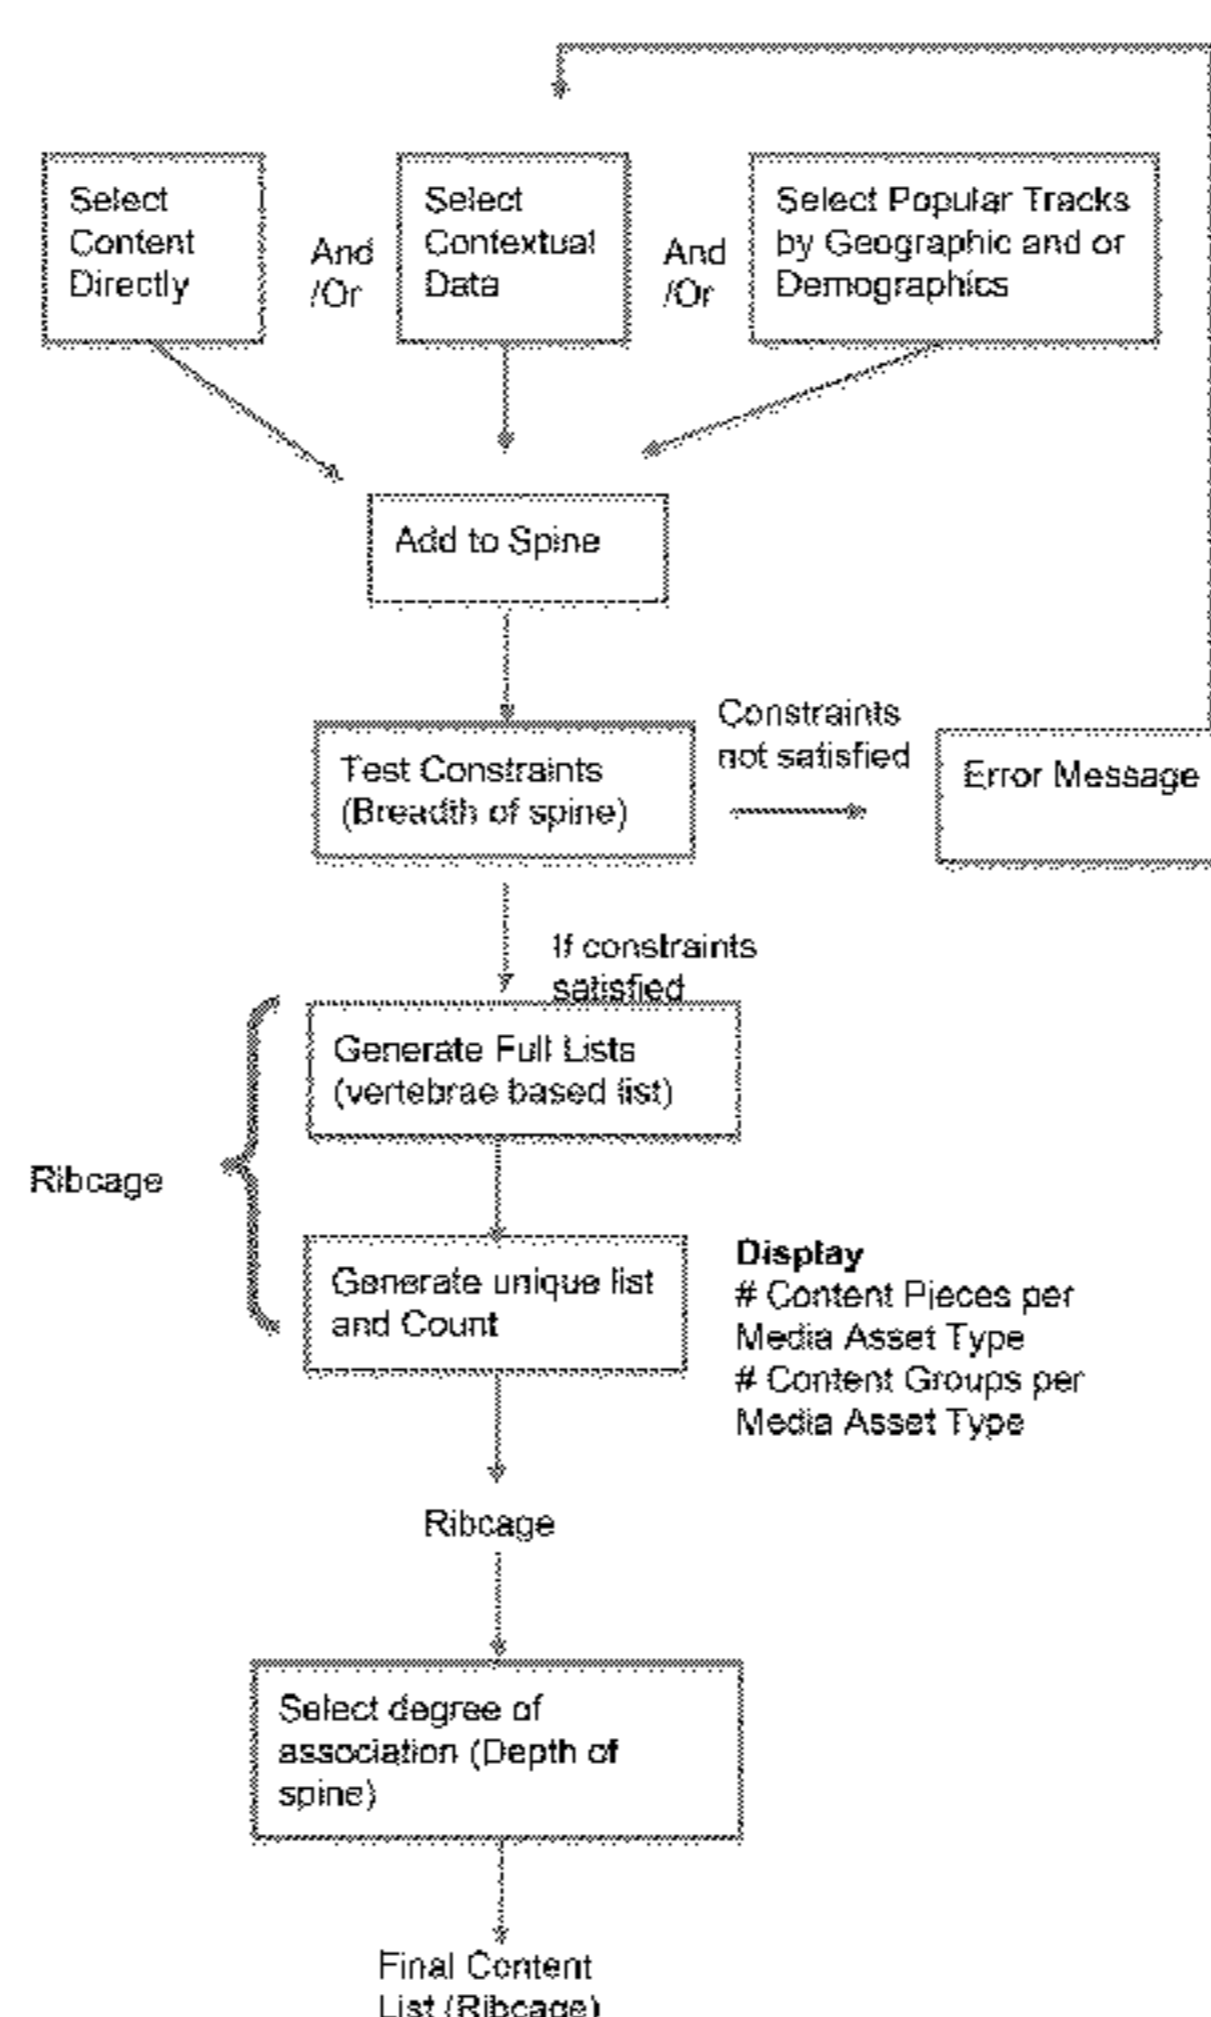 Select
Content
Directly
And
/Or
Select
Contextual
Data
And
/Or
Select Popular Tracks
by Geographic and or
Demographics
Add to Spine
Test Constraints
(Breadth of spine)
Constraints
not satisfied
Error Message
If constraints
satisfied
Generate Full Lists
(vertebrae based list)
Ribcage
Generate unique list
and Count
Display
# Content Pieces per
Media Asset Type
# Content Groups per
Media Asset Type
Ribcage
Select degree of
association (Depth of
spine)
Final Content
List (Ribcage)